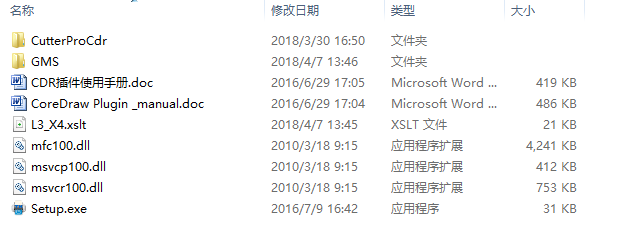 名称 修改日期 类型 大小
CutterProCdr 2018/3/30 16:50 文件夹
GMS 2018/4/7 13:46 文件夹
CDR插件使用手册.doc 2016/6/29 17:05 Microsoft Word ... 419 KB
CoreDraw Plugin _manual.doc 2016/6/29 17:04 Microsoft Word ... 486 KB
L3_X4.xslt 2018/4/7 13:45 XSLT 文件 21 KB
mfc100.dll 2010/3/18 9:15 应用程序扩展 4,241 KB
msvcp100.dll 2010/3/18 9:15 应用程序扩展 412 KB
msvcr100.dll 2010/3/18 9:15 应用程序扩展 753 KB
Setup.exe 2016/7/9 16:42 应用程序 31 KB